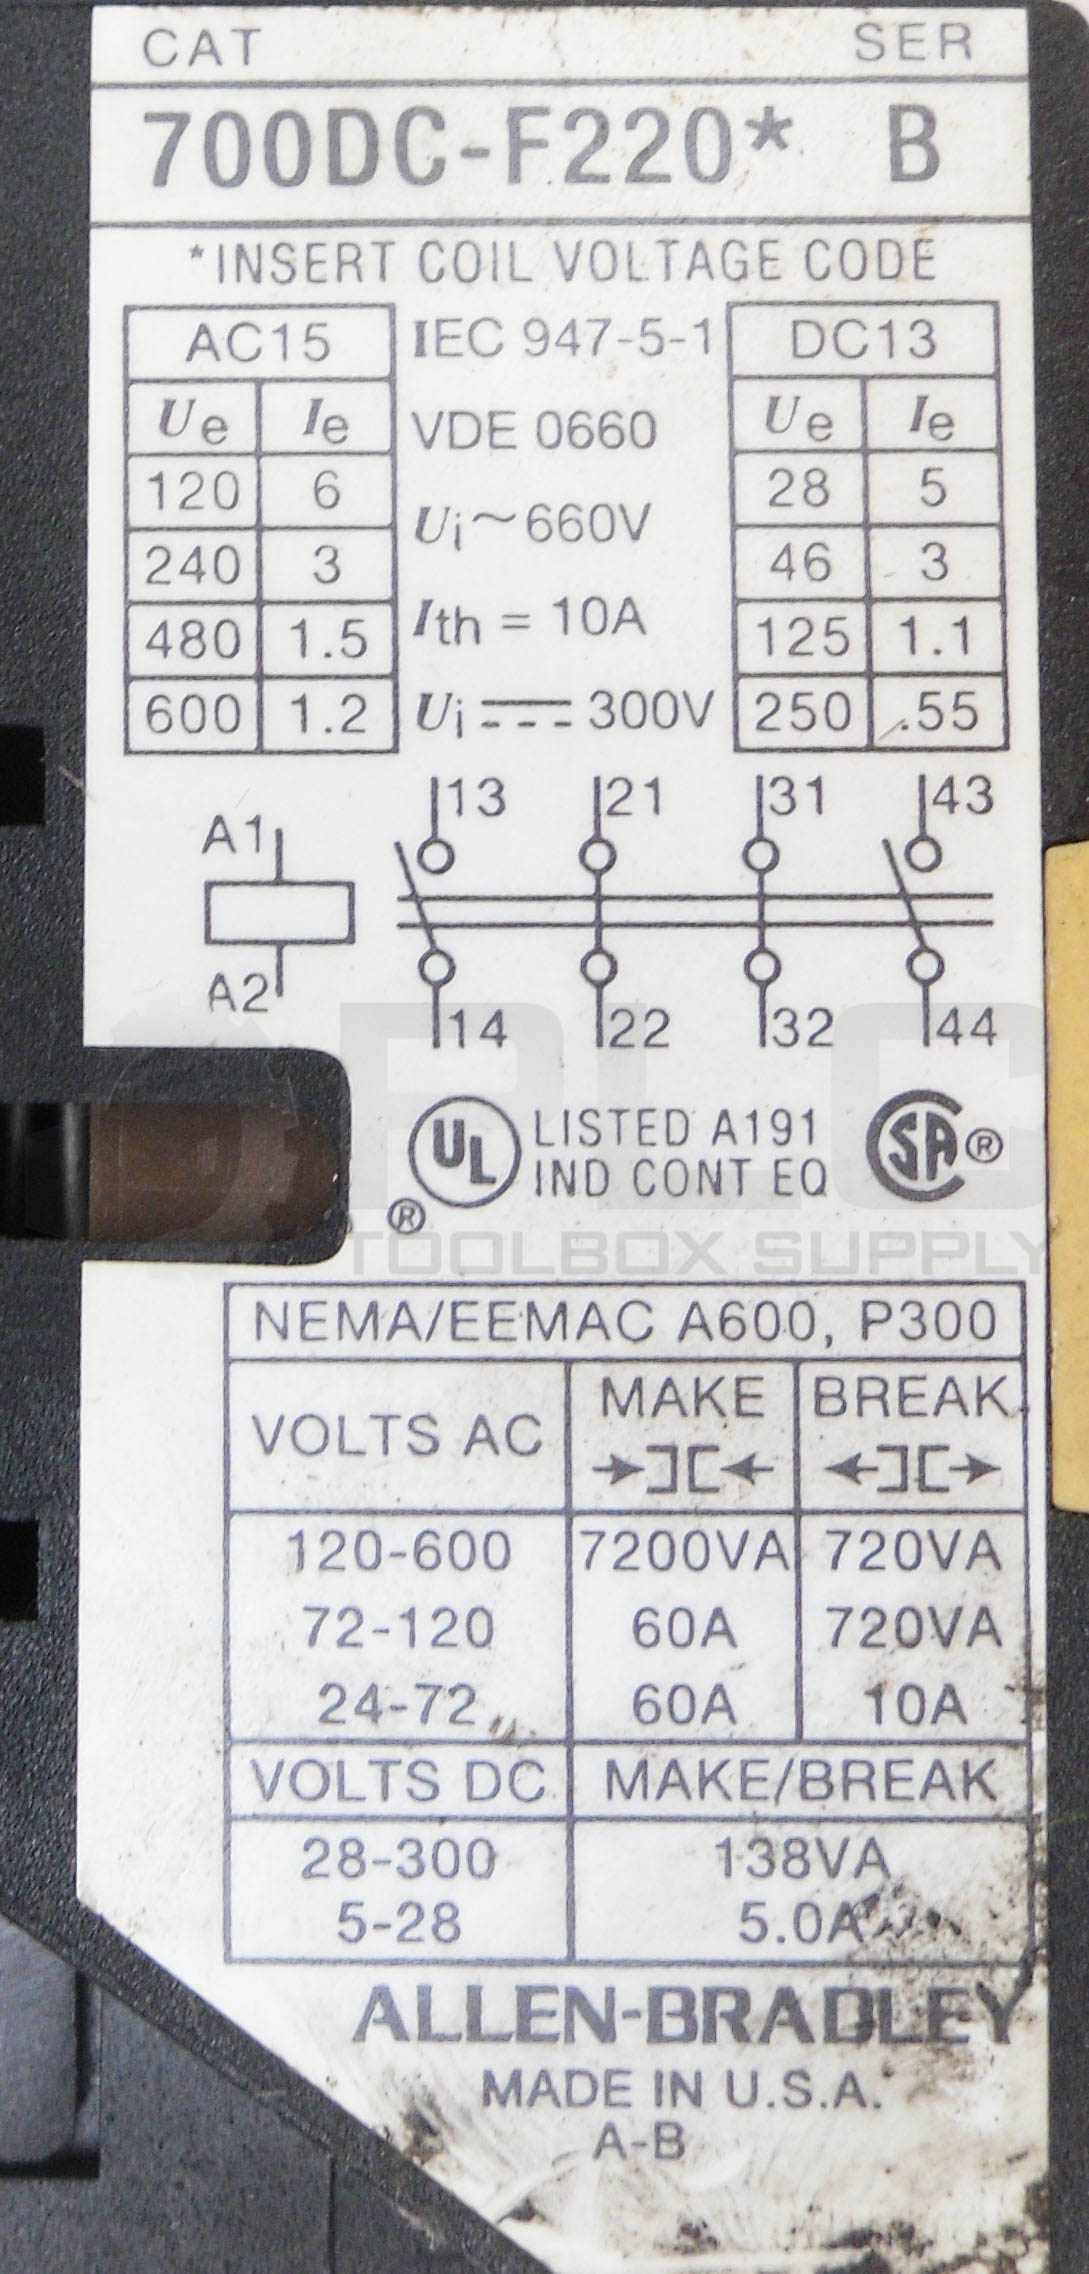 CAT SER
700DC-F220* B
*INSERT COIL VOLTAGE CODE
AC15 IEC 947-5-1 DC13
Ue Ie VDE 0660 Ue Ie
120 6 28 5
Ui ~ 660V
240 3 46 3
Ith = 10A
480 1.5 125 1.1
600 1.2 Ui ⎓ 300V 250 .55
13 21 31 43
A1
A2
14 22 32 44
UL LISTED A191 SA ®
IND CONT EQ
®
PLC
TOOLBOX SUPPLY
NEMA/EEMAC A600, P300
VOLTS AC MAKE BREAK
120-600 7200VA 720VA
72-120 60A 720VA
24-72 60A 10A
VOLTS DC MAKE/BREAK
28-300 138VA
5-28 5.0A
ALLEN-BRADLEY
MADE IN U.S.A.
A-B